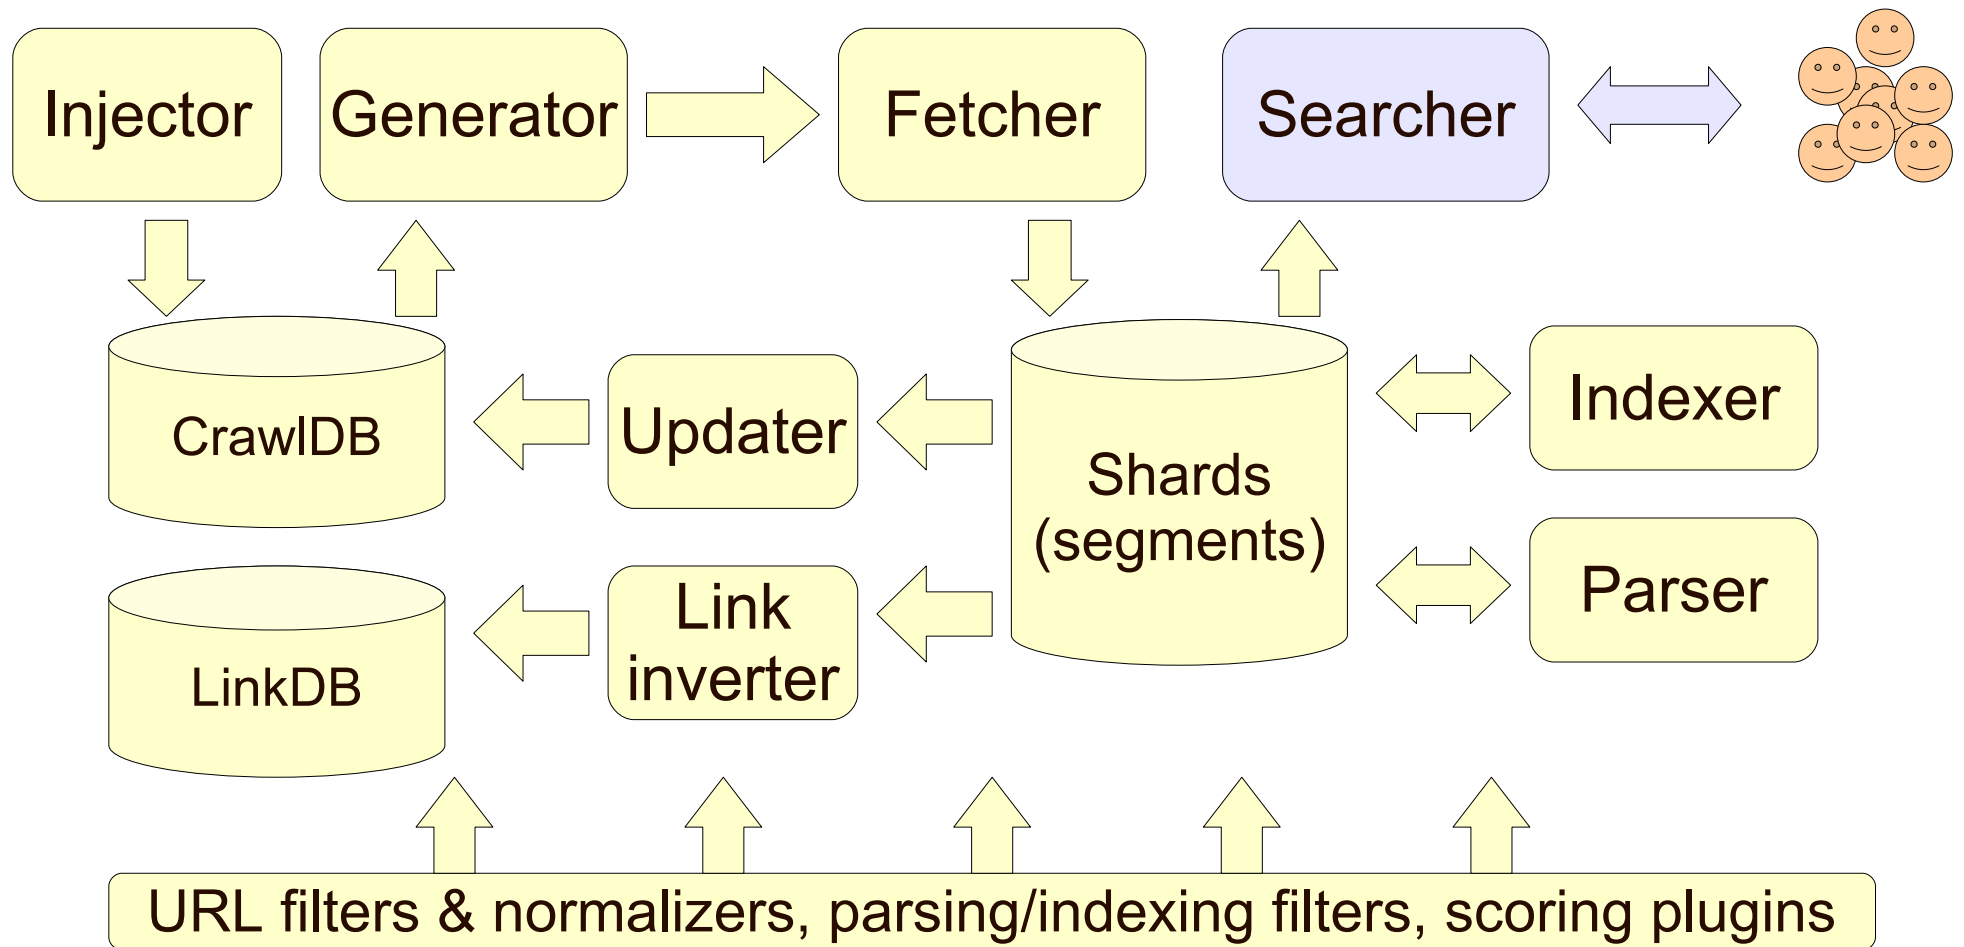 Injector
Generator
Fetcher
Searcher
CrawlDB
Updater
Shards
(segments)
Indexer
LinkDB
Link
inverter
Parser
URL filters & normalizers, parsing/indexing filters, scoring plugins